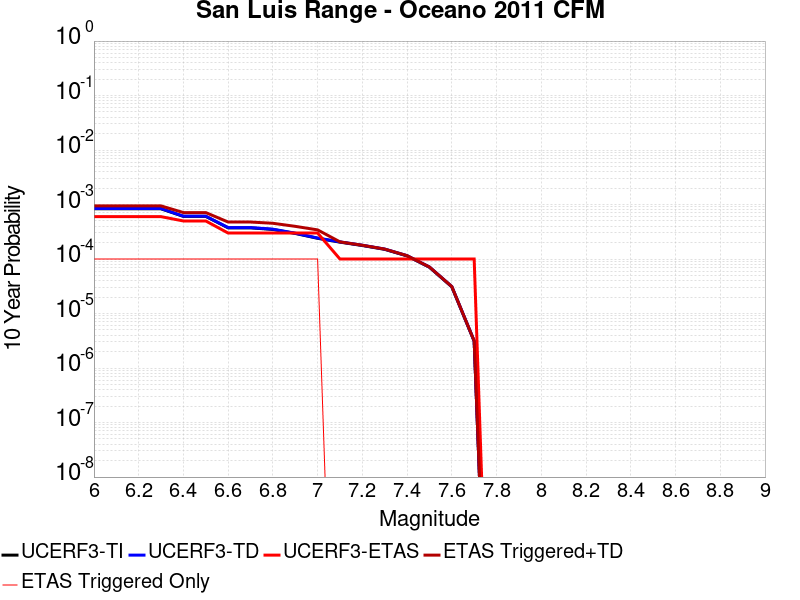 San Luis Range - Oceano 2011 CFM
10 Year Probability
10^0
10^-1
10^-2
10^-3
10^-4
10^-5
10^-6
10^-7
10^-8
6 6.2 6.4 6.6 6.8 7 7.2 7.4 7.6 7.8 8 8.2 8.4 8.6 8.8 9
Magnitude
UCERF3-TI UCERF3-TD UCERF3-ETAS ETAS Triggered+TD
ETAS Triggered Only